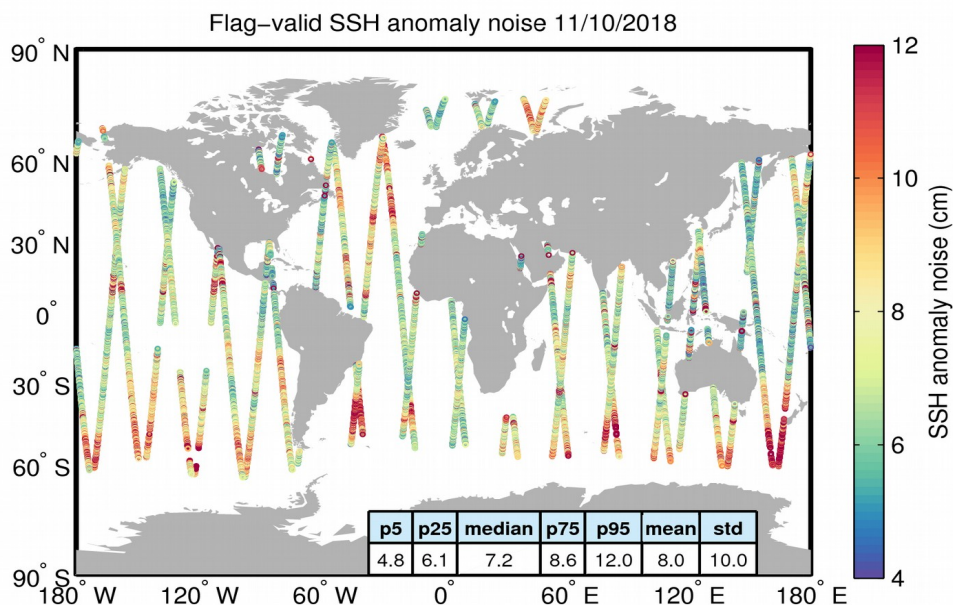 Flag−valid SSH anomaly noise 11/10/2018
90° N
60° N
30° N
0°
30° S
60° S
90° S
180° W
120° W
60° W
0°
60° E
120° E
180° E
p5 p25 median p75 p95 mean std
4.8 6.1 7.2 8.6 12.0 8.0 10.0
12
10
8
6
4
SSH anomaly noise (cm)